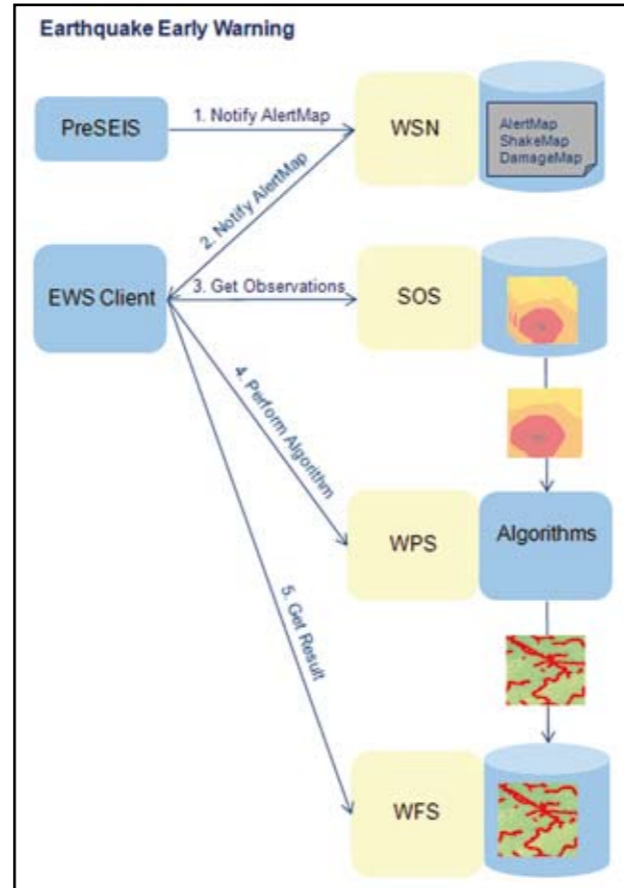 Earthquake Early Warning
PreSEIS
1. Notify AlertMap
WSN
AlertMap
ShakeMap
DamageMap
2. Notify AlertMap
EWS Client
3. Get Observations
SOS
4. Perform Algorithm
WPS
Algorithms
5. Get Result
WFS